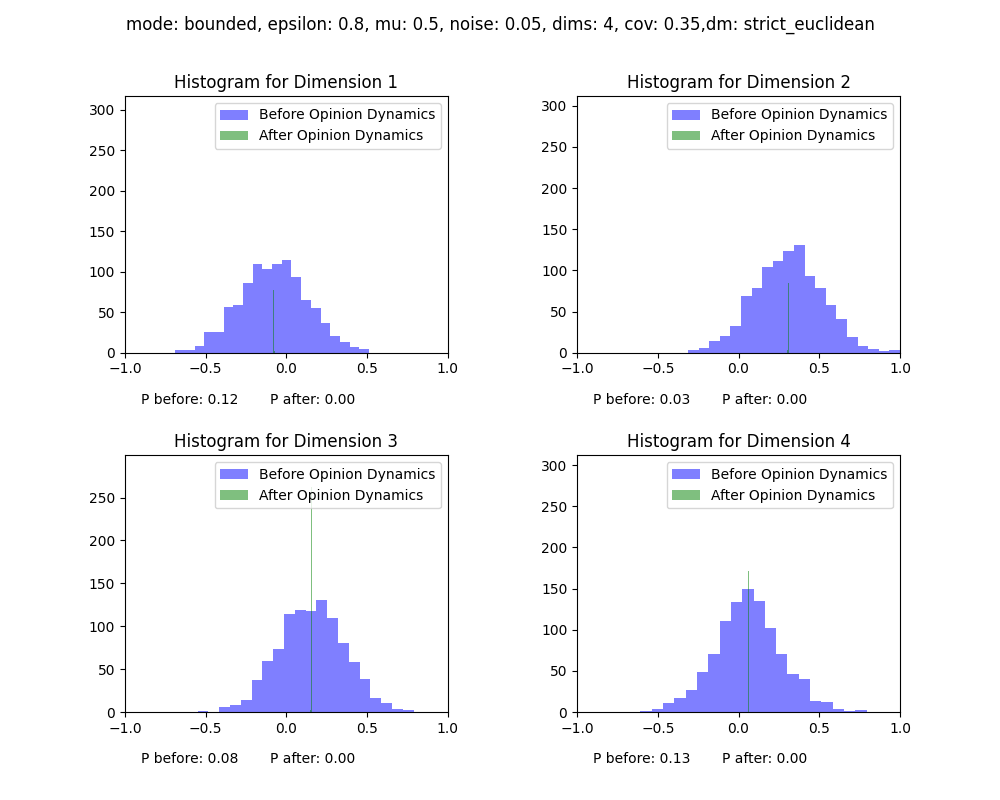 mode: bounded, epsilon: 0.8, mu: 0.5, noise: 0.05, dims: 4, cov: 0.35,dm: strict_euclidean
Histogram for Dimension 1
Before Opinion Dynamics
After Opinion Dynamics
300
250
200
150
100
50
0
−1.0 −0.5 0.0 0.5 1.0
P before: 0.12 P after: 0.00
Histogram for Dimension 2
Before Opinion Dynamics
After Opinion Dynamics
300
250
200
150
100
50
0
−1.0 −0.5 0.0 0.5 1.0
P before: 0.03 P after: 0.00
Histogram for Dimension 3
Before Opinion Dynamics
After Opinion Dynamics
250
200
150
100
50
0
−1.0 −0.5 0.0 0.5 1.0
P before: 0.08 P after: 0.00
Histogram for Dimension 4
Before Opinion Dynamics
After Opinion Dynamics
300
250
200
150
100
50
0
−1.0 −0.5 0.0 0.5 1.0
P before: 0.13 P after: 0.00